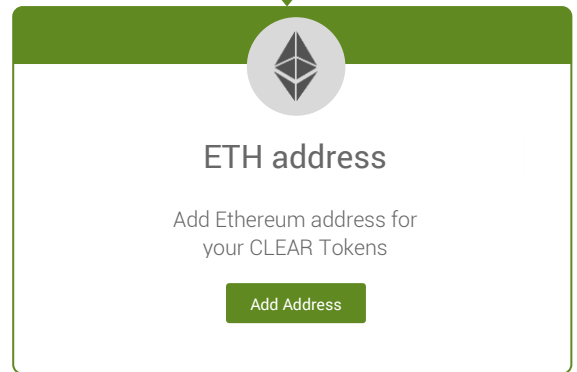 ETH address
Add Ethereum address for
your CLEAR Tokens
Add Address